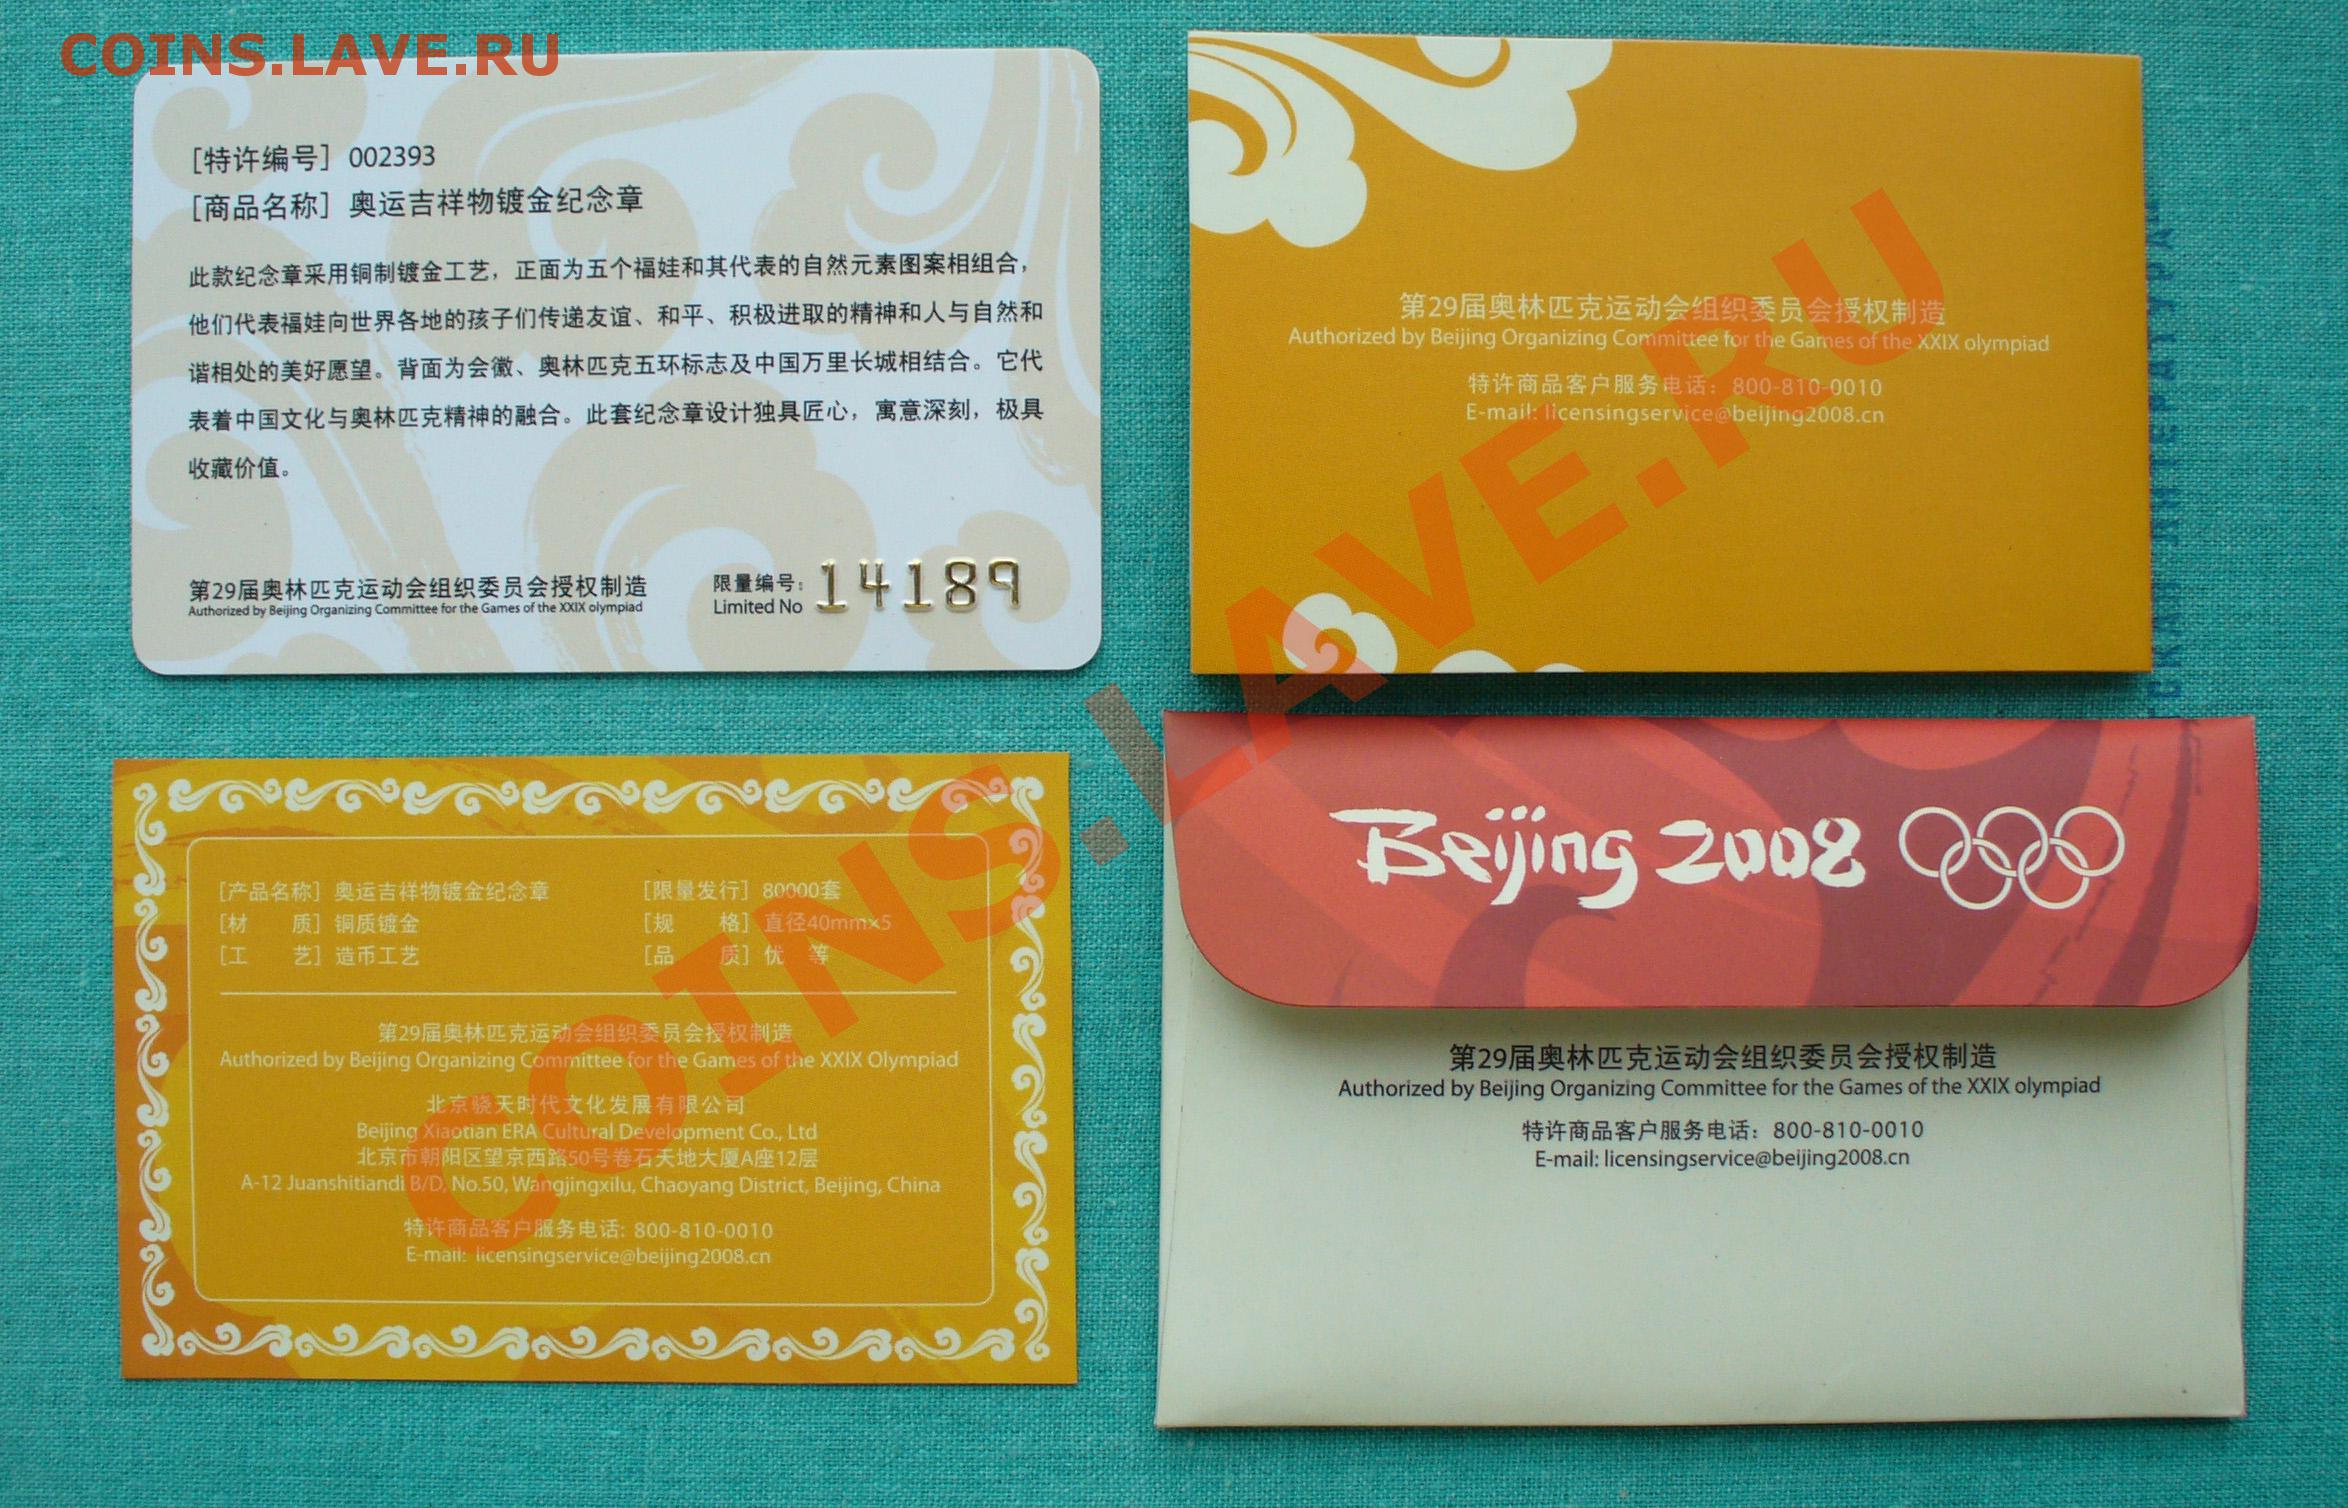 COINS.LAVE.RU
[特许编号] 002393
[商品名称] 奥运吉祥物镀金纪念章
此款纪念章采用铜制镀金工艺，正面为五个福娃和其代表的自然元素图案相组合，
他们代表福娃向世界各地的孩子们传递友谊、和平、积极进取的精神和人与自然和
谐相处的美好愿望。背面为会徽、奥林匹克五环标志及中国万里长城相结合。它代
表着中国文化与奥林匹克精神的融合。此套纪念章设计独具匠心，寓意深刻，极具
收藏价值。
第29届奥林匹克运动会组织委员会授权制造
Authorized by Beijing Organizing Committee for the Games of the XXIX olympiad
限量编号:
Limited No 14189
第29届奥林匹克运动会组织委员会授权制造
Authorized by Beijing Organizing Committee for the Games of the XXIX olympiad
特许商品客户服务电话：800-810-0010
E-mail: licensingservice@beijing2008.cn
[产品名称] 奥运吉祥物镀金纪念章 [限量发行] 80000套
[材 质] 铜质镀金 [规 格] 直径40mm×5
[工 艺] 造币工艺 [品 质] 优 等
第29届奥林匹克运动会组织委员会授权制造
Authorized by Beijing Organizing Committee for the Games of the XXIX Olympiad
北京骁天时代文化发展有限公司
Beijing Xiaotian ERA Cultural Development Co., Ltd
北京市朝阳区望京西路50号卷石天地大厦A座12层
A-12 Juanshitiandi B/D, No.50, Wangjingxilu, Chaoyang District, Beijing, China
特许商品客户服务电话: 800-810-0010
E-mail: licensingservice@beijing2008.cn
Beijing 2008
第29届奥林匹克运动会组织委员会授权制造
Authorized by Beijing Organizing Committee for the Games of the XXIX olympiad
特许商品客户服务电话：800-810-0010
E-mail: licensingservice@beijing2008.cn
COINS.LAVE.RU